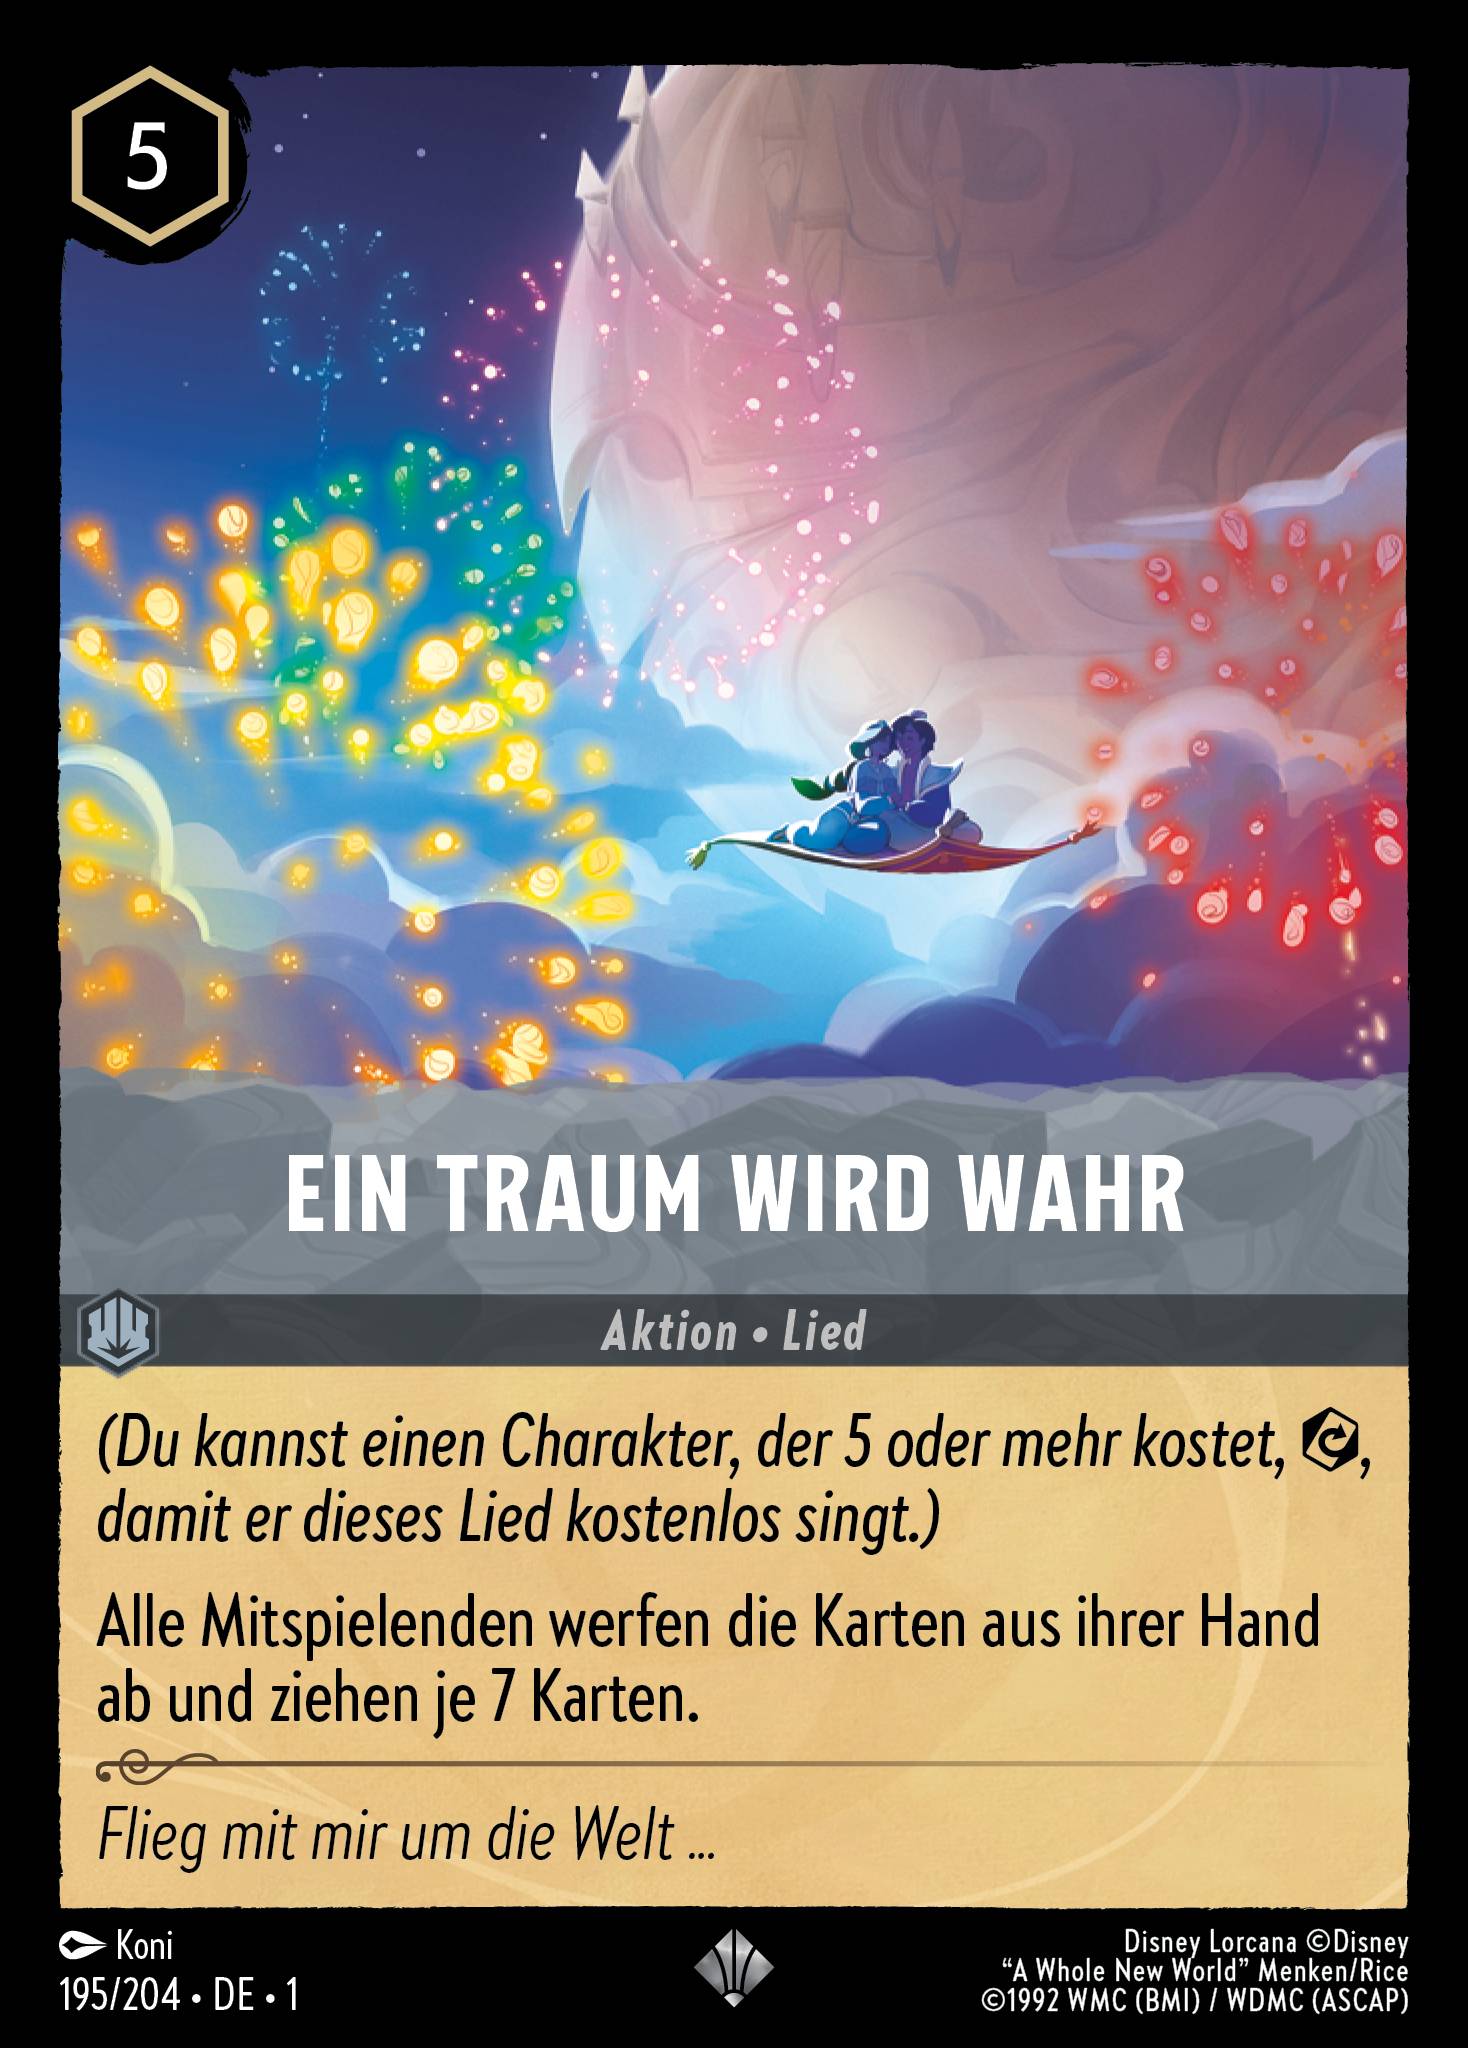 5
EIN TRAUM WIRD WAHR
Aktion • Lied
(Du kannst einen Charakter, der 5 oder mehr kostet, ,
damit er dieses Lied kostenlos singt.)
Alle Mitspielenden werfen die Karten aus ihrer Hand
ab und ziehen je 7 Karten.
Flieg mit mir um die Welt ...
Koni
195/204 • DE • 1
Disney Lorcana ©Disney
“A Whole New World” Menken/Rice
©1992 WMC (BMI) / WDMC (ASCAP)